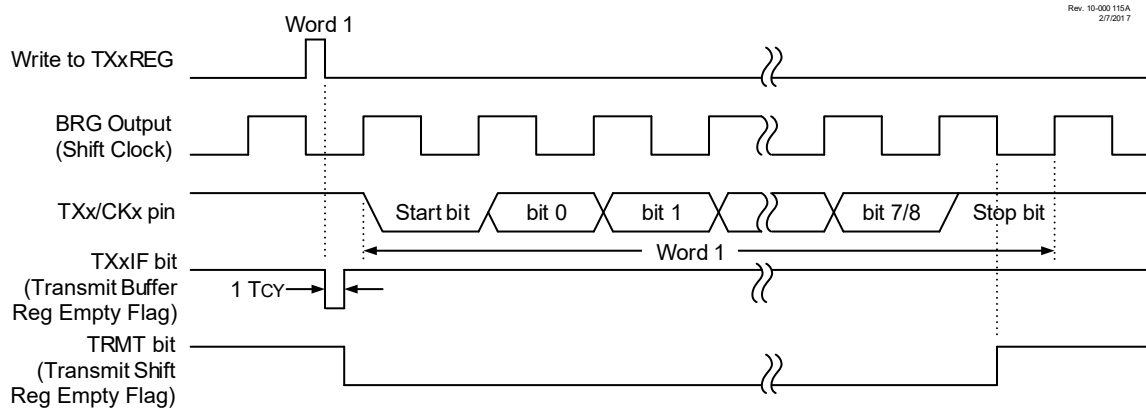 Rev. 10-000 115A
2/7/2017
Word 1
Write to TXxREG
BRG Output
(Shift Clock)
TXx/CKx pin
Start bit
bit 0
bit 1
bit 7/8
Stop bit
Word 1
TXxIF bit
(Transmit Buffer
Reg Empty Flag)
1 TCY
TRMT bit
(Transmit Shift
Reg Empty Flag)